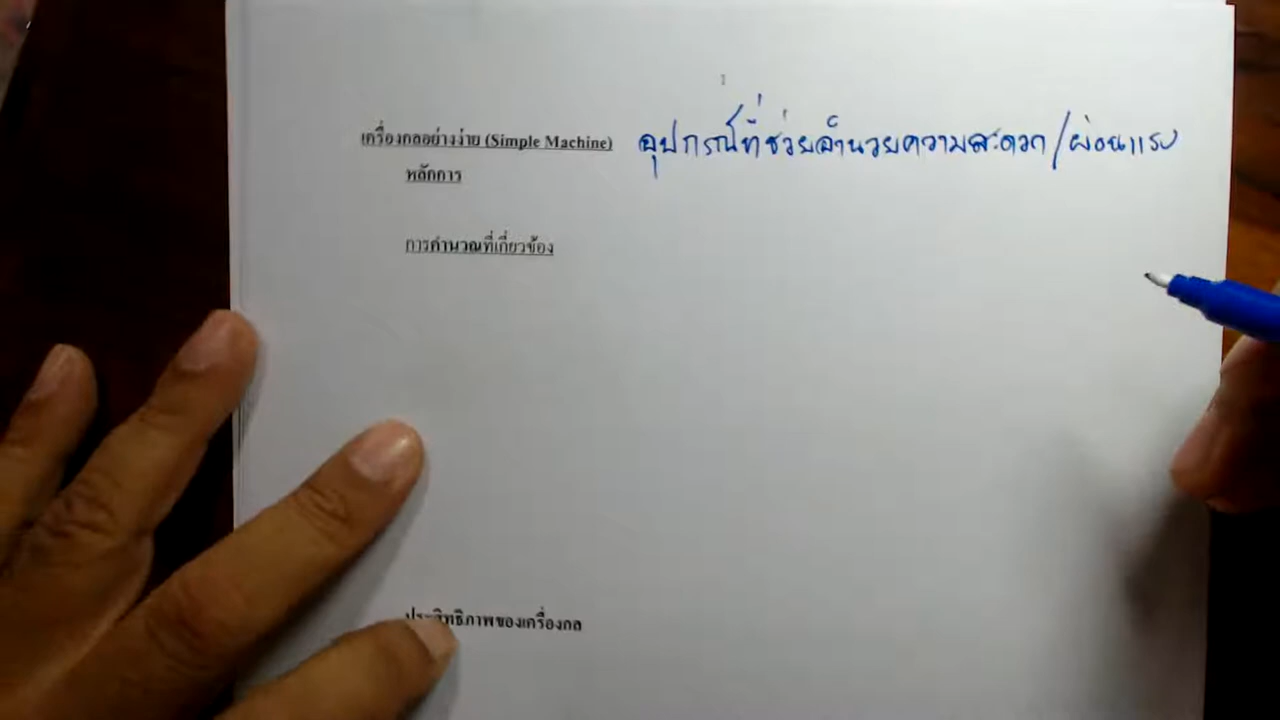 1
เครื่องกลอย่างง่าย (Simple Machine) อุปกรณ์ที่ช่วยอำนวยความสะดวก/ผ่อนแรง
หลักการ
การคำนวณที่เกี่ยวข้อง
ประสิทธิภาพของเครื่องกล